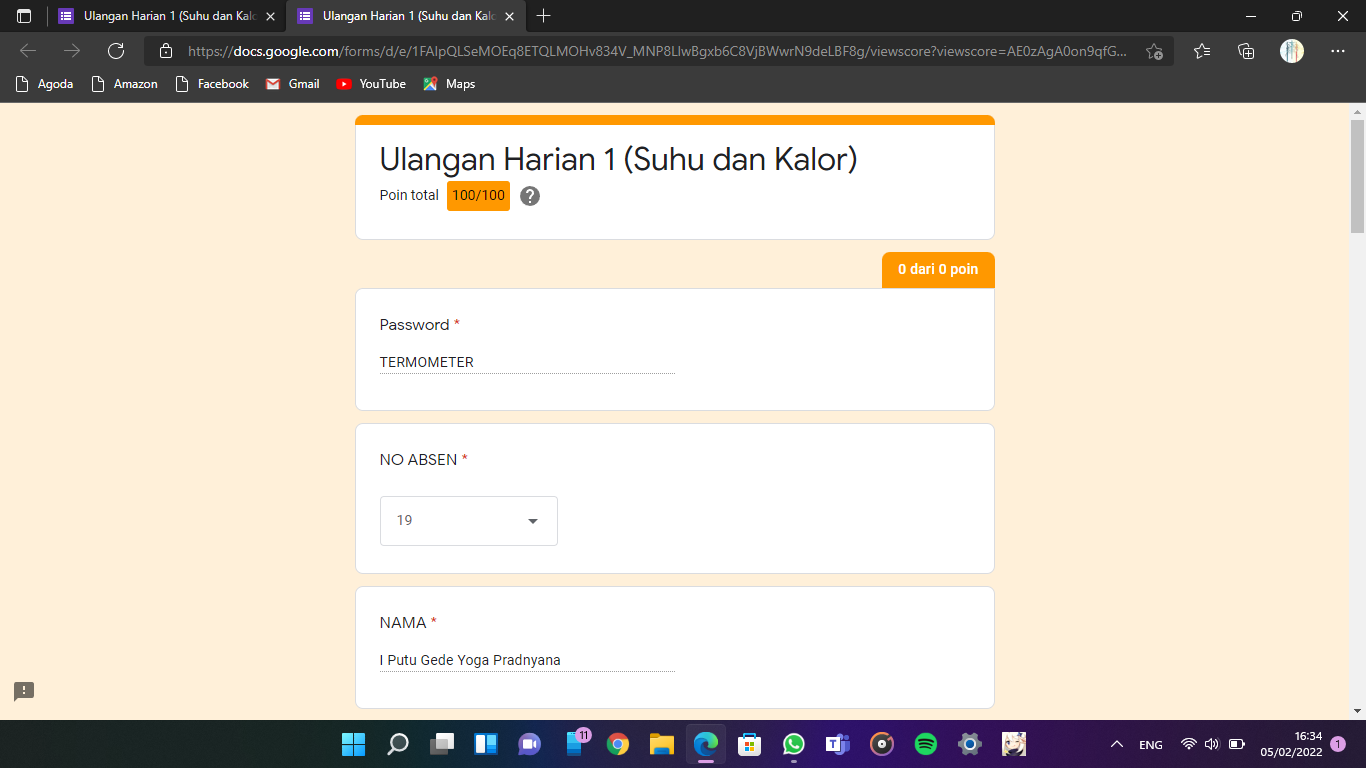 Ulangan Harian 1 (Suhu dan Kalo
Ulangan Harian 1 (Suhu dan Kalo
https://docs.google.com/forms/d/e/1FAIpQLSeMOEq8ETQLMOHv834V_MNP8LIwBgxb6C8VjBWwrN9deLBF8g/viewscore?viewscore=AE0zAgA0on9qfG...
Agoda
Amazon
Facebook
Gmail
YouTube
Maps
Ulangan Harian 1 (Suhu dan Kalor)
Poin total 100/100 ?
0 dari 0 poin
Password *
TERMOMETER
NO ABSEN *
19
NAMA *
I Putu Gede Yoga Pradnyana
11
ENG
16:34
05/02/2022
1